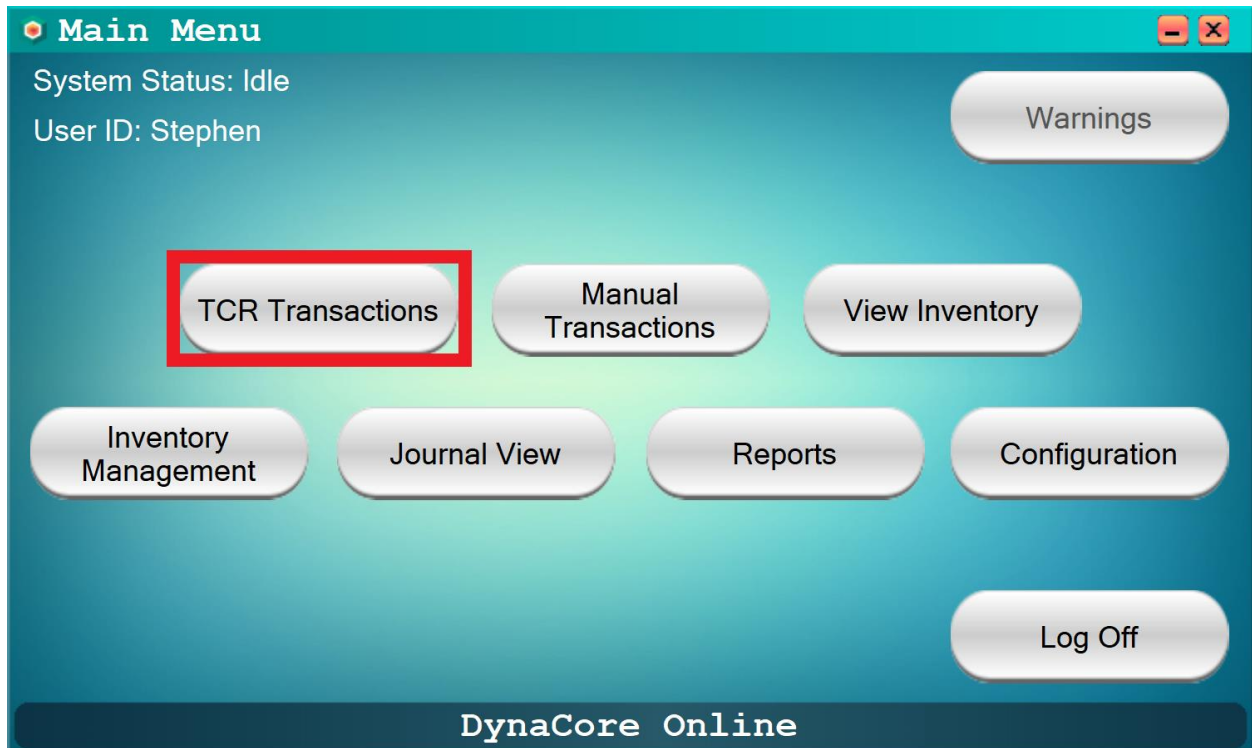 Main Menu
System Status: Idle
User ID: Stephen
Warnings
TCR Transactions
Manual
Transactions
View Inventory
Inventory
Management
Journal View
Reports
Configuration
Log Off
DynaCore Online